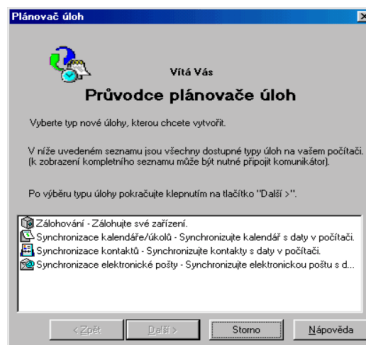 Plánovač úloh
Vítá Vás
Průvodce plánovače úloh
Vyberte typ nové úlohy, kterou chcete vytvořit.
V níže uvedeném seznamu jsou všechny dostupné typy úloh na vašem počítači.
(k zobrazení kompletního seznamu může být nutné připojit komunikátor).
Po výběru typu úlohy pokračujte klepnutím na tlačítko "Další >".
Zálohování - Zálohujte své zařízení.
Synchronizace kalendáře/úkolů - Synchronizujte kalendář s daty v počítači.
Synchronizace kontaktů - Synchronizujte kontakty s daty v počítači.
Synchronizace elektronické pošty - Synchronizujte elektronickou poštu s d...
< Zpět Další > Storno Nápověda